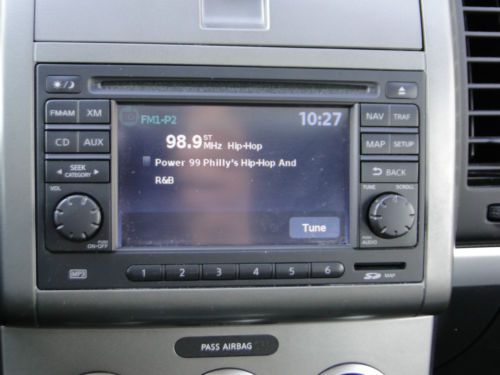 FM1-P2 10:27
98.9 ST MHz Hip-Hop
Power 99 Philly's Hip-Hop And
R&B
Tune
FM•AM XM
CD AUX
SEEK
CATEGORY
VOL
PUSH
ON•OFF
MP3
1 2 3 4 5 6
NAV TRAF
MAP SETUP
BACK
TUNE SCROLL
PUSH
AUDIO
SD MAP
PASS AIRBAG